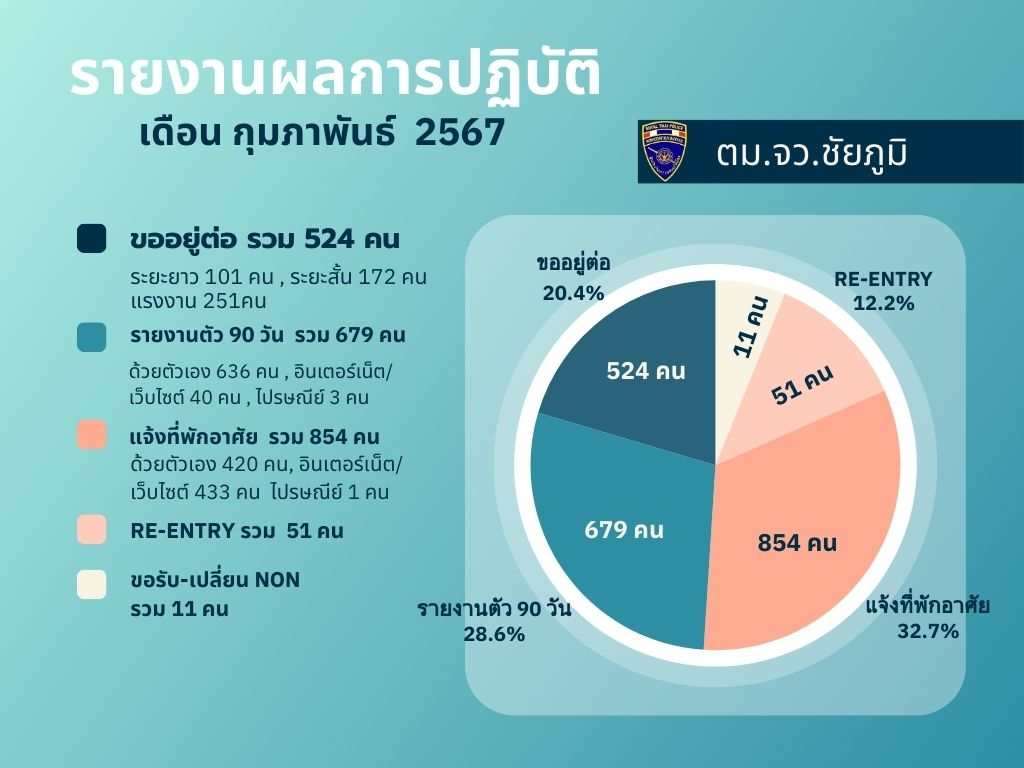 รายงานผลการปฏิบัติ
เดือน กุมภาพันธ์ 2567
ROYAL THAI POLICE
ตม.จว.ชัยภูมิ
ขออยู่ต่อ รวม 524 คน
ระยะยาว 101 คน , ระยะสั้น 172 คน
แรงงาน 251คน
รายงานตัว 90 วัน รวม 679 คน
ด้วยตัวเอง 636 คน , อินเตอร์เน็ต/
เว็บไซต์ 40 คน , ไปรษณีย์ 3 คน
แจ้งที่พักอาศัย รวม 854 คน
ด้วยตัวเอง 420 คน, อินเตอร์เน็ต/
เว็บไซต์ 433 คน ไปรษณีย์ 1 คน
RE-ENTRY รวม 51 คน
ขอรับ-เปลี่ยน NON
รวม 11 คน
ขออยู่ต่อ
20.4%
RE-ENTRY
12.2%
11 คน
51 คน
524 คน
679 คน
854 คน
รายงานตัว 90 วัน
28.6%
แจ้งที่พักอาศัย
32.7%